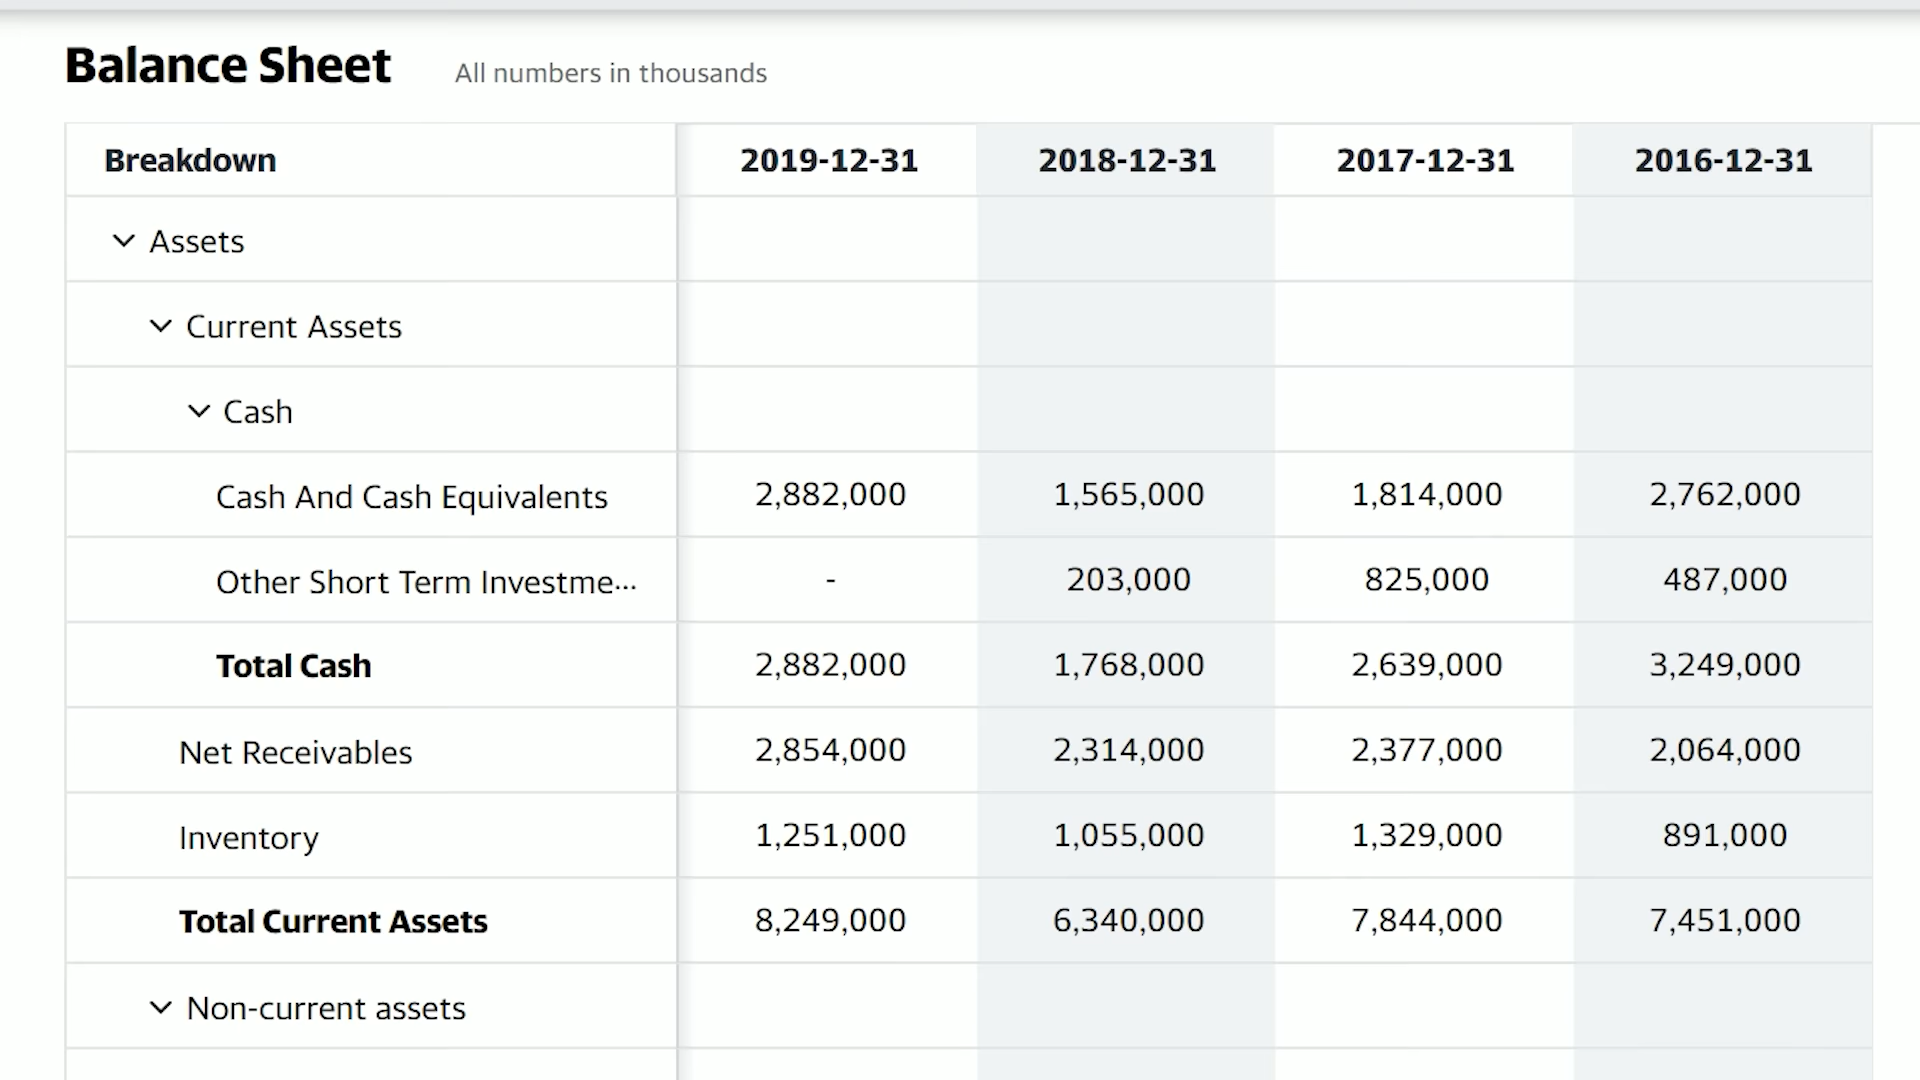 Balance Sheet All numbers in thousands
Breakdown 2019-12-31 2018-12-31 2017-12-31 2016-12-31
Assets
Current Assets
Cash
Cash And Cash Equivalents 2,882,000 1,565,000 1,814,000 2,762,000
Other Short Term Investme... - 203,000 825,000 487,000
Total Cash 2,882,000 1,768,000 2,639,000 3,249,000
Net Receivables 2,854,000 2,314,000 2,377,000 2,064,000
Inventory 1,251,000 1,055,000 1,329,000 891,000
Total Current Assets 8,249,000 6,340,000 7,844,000 7,451,000
Non-current assets